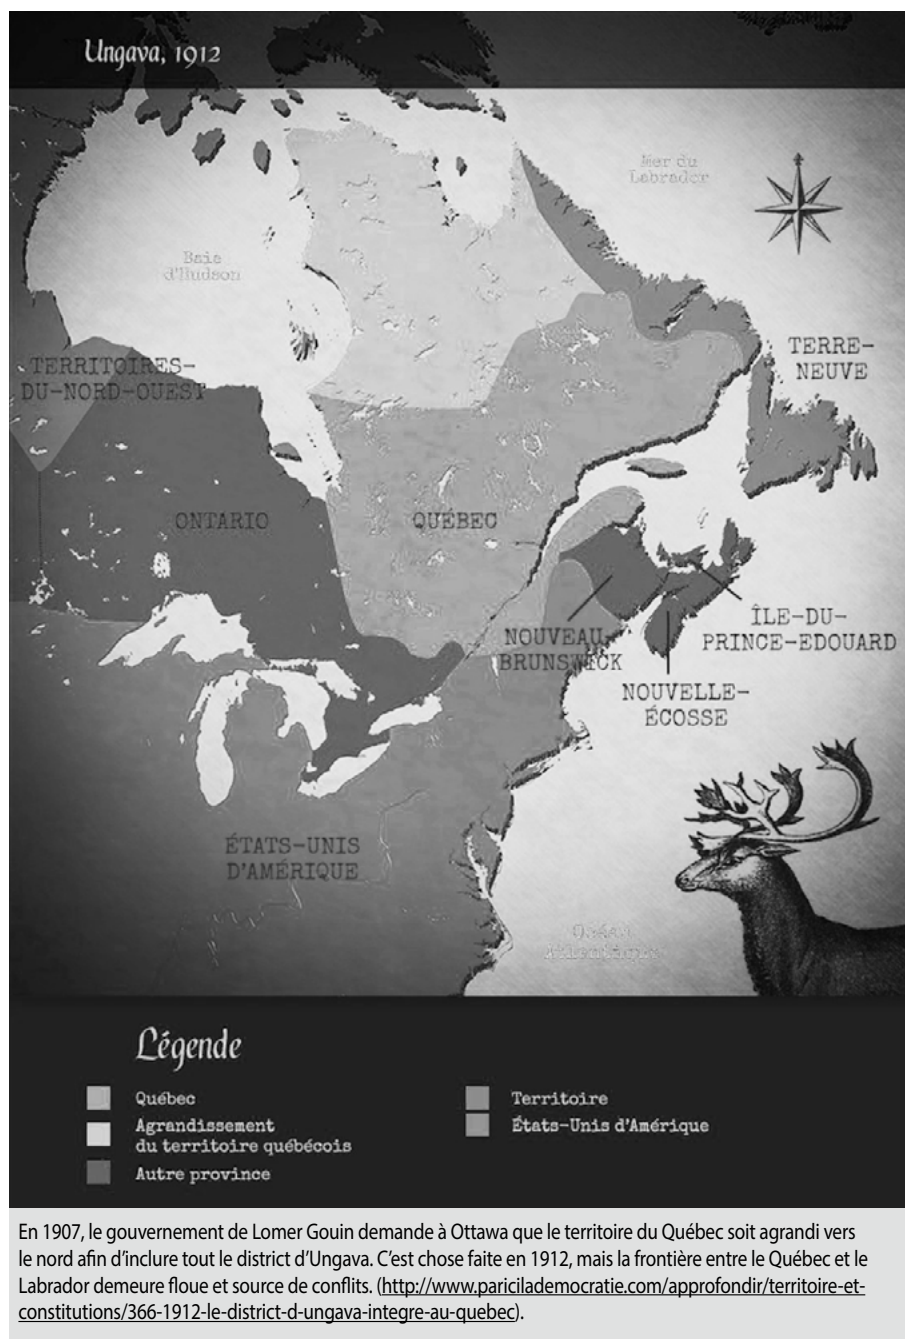 Ungava, 1912
Mer du
Labrador
Baie
d'Hudson
TERRITOIRES-
DU-NORD-OUEST
TERRE-
NEUVE
ONTARIO
QUÉBEC
ÎLE-DU-
PRINCE-EDOUARD
NOUVEAU-
BRUNSWICK
NOUVELLE-
ÉCOSSE
ÉTATS-UNIS
D'AMÉRIQUE
Océan
Atlantique
Légende
Québec
Agrandissement
du territoire québécois
Autre province
Territoire
États-Unis d'Amérique
En 1907, le gouvernement de Lomer Gouin demande à Ottawa que le territoire du Québec soit agrandi vers
le nord afin d'inclure tout le district d'Ungava. C'est chose faite en 1912, mais la frontière entre le Québec et le
Labrador demeure floue et source de conflits. (http://www.paricilademocratie.com/approfondir/territoire-et-
constitutions/366-1912-le-district-d-ungava-integre-au-quebec).